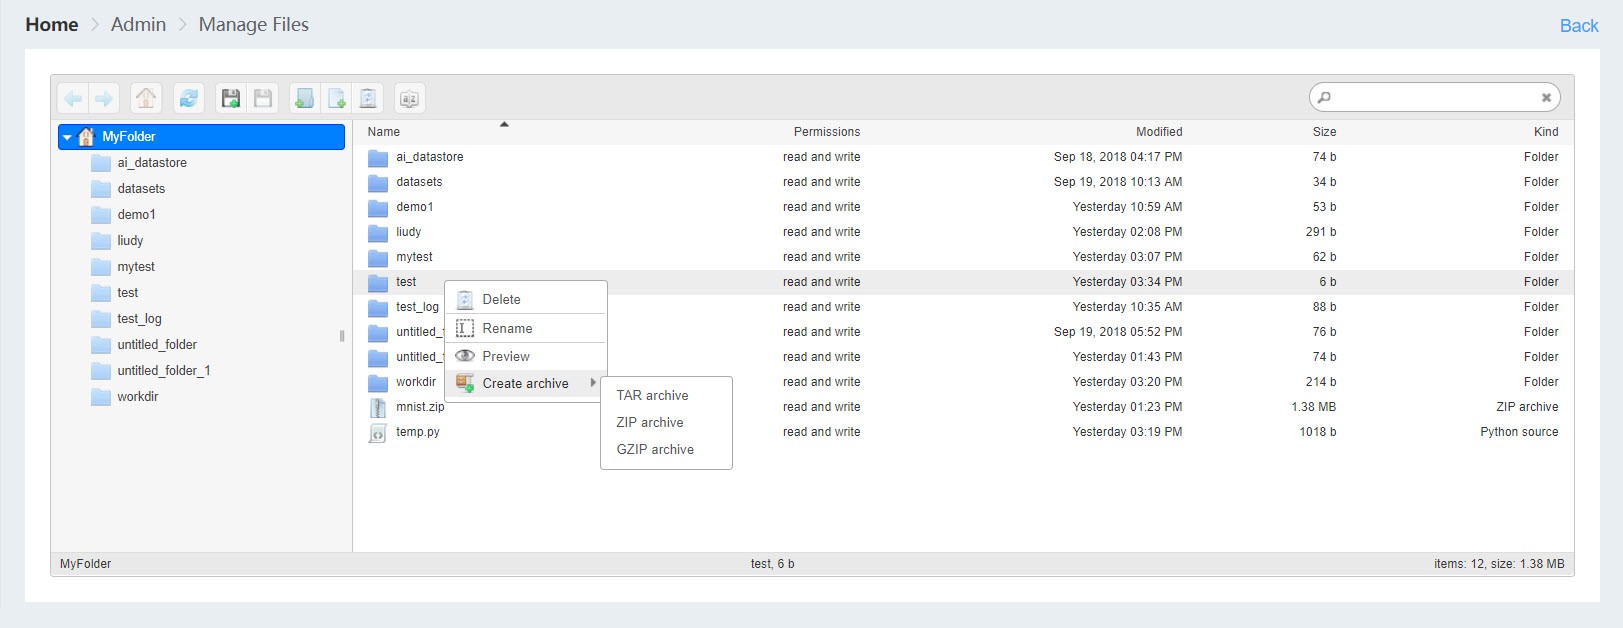 Home > Admin > Manage Files
Back
MyFolder
ai_datastore
datasets
demo1
liudy
mytest
test
test_log
untitled_folder
untitled_folder_1
workdir
Name Permissions Modified Size Kind
ai_datastore read and write Sep 18, 2018 04:17 PM 74 b Folder
datasets read and write Sep 19, 2018 10:13 AM 34 b Folder
demo1 read and write Yesterday 10:59 AM 53 b Folder
liudy read and write Yesterday 02:08 PM 291 b Folder
mytest read and write Yesterday 03:07 PM 62 b Folder
test read and write Yesterday 03:34 PM 6 b Folder
test_log read and write Yesterday 10:35 AM 88 b Folder
untitled_ read and write Sep 19, 2018 05:52 PM 76 b Folder
untitled_ read and write Yesterday 01:43 PM 74 b Folder
workdir read and write Yesterday 03:20 PM 214 b Folder
mnist.zip read and write Yesterday 01:23 PM 1.38 MB ZIP archive
temp.py read and write Yesterday 03:19 PM 1018 b Python source
Delete
Rename
Preview
Create archive
TAR archive
ZIP archive
GZIP archive
MyFolder test, 6 b items: 12, size: 1.38 MB